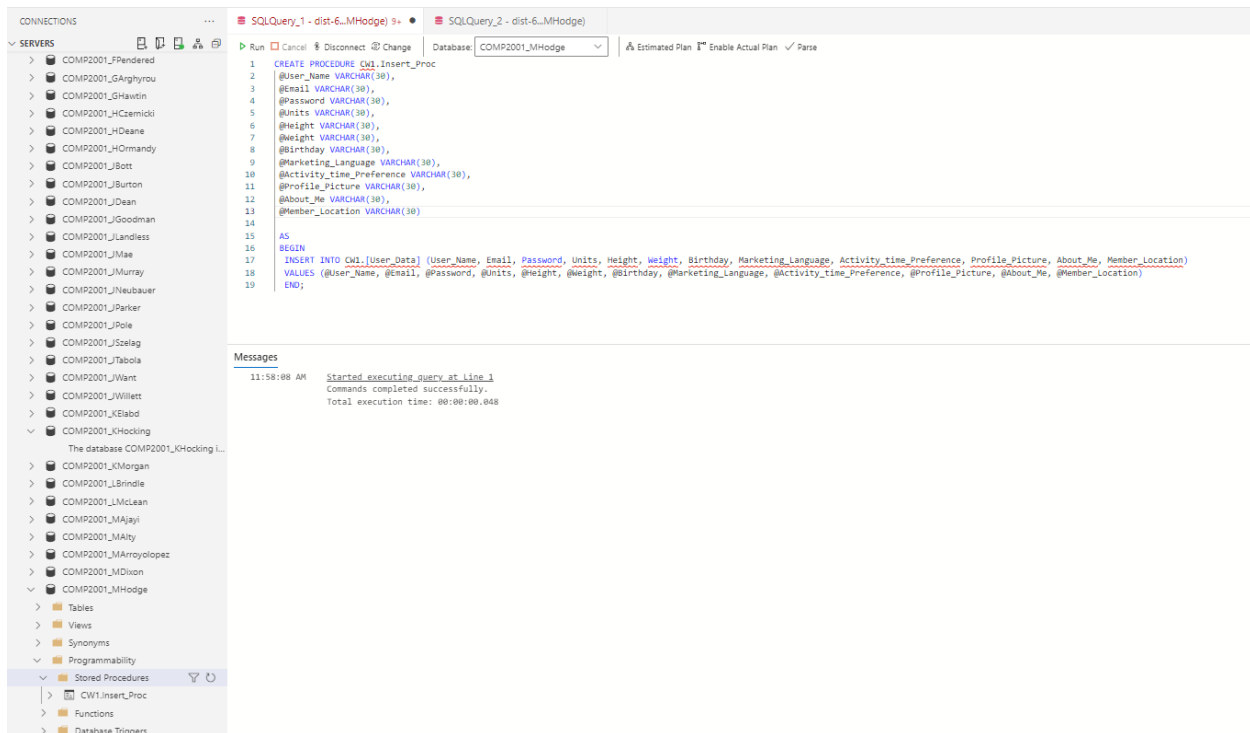 CONNECTIONS
...
SERVERS
COMP2001_FPendered
COMP2001_GArghyrou
COMP2001_GHawtin
COMP2001_HCzernicki
COMP2001_HDeane
COMP2001_HOrmandy
COMP2001_JBott
COMP2001_JBurton
COMP2001_JDean
COMP2001_JGoodman
COMP2001_JLandless
COMP2001_JMae
COMP2001_JMurray
COMP2001_JNeubauer
COMP2001_JParker
COMP2001_JPole
COMP2001_JSzelag
COMP2001_JTabola
COMP2001_JWant
COMP2001_JWillett
COMP2001_KElabd
COMP2001_KHocking
The database COMP2001_KHocking i...
COMP2001_KMorgan
COMP2001_LBrindle
COMP2001_LMcLean
COMP2001_MAjayi
COMP2001_MAlty
COMP2001_MArroyolopez
COMP2001_MDixon
COMP2001_MHodge
Tables
Views
Synonyms
Programmability
Stored Procedures
CW1.Insert_Proc
Functions
Database Triggers
SQLQuery_1 - dist-6...MHodge) 9+ SQLQuery_2 - dist-6...MHodge)
Run Cancel Disconnect Change Database: COMP2001_MHodge Estimated Plan Enable Actual Plan Parse
1 CREATE PROCEDURE CW1.Insert_Proc
2 @User_Name VARCHAR(30),
3 @Email VARCHAR(30),
4 @Password VARCHAR(30),
5 @Units VARCHAR(30),
6 @Height VARCHAR(30),
7 @Weight VARCHAR(30),
8 @Birthday VARCHAR(30),
9 @Marketing_Language VARCHAR(30),
10 @Activity_time_Preference VARCHAR(30),
11 @Profile_Picture VARCHAR(30),
12 @About_Me VARCHAR(30),
13 @Member_Location VARCHAR(30)
14
15 AS
16 BEGIN
17 INSERT INTO CW1.[User_Data] (User_Name, Email, Password, Units, Height, Weight, Birthday, Marketing_Language, Activity_time_Preference, Profile_Picture, About_Me, Member_Location)
18 VALUES (@User_Name, @Email, @Password, @Units, @Height, @Weight, @Birthday, @Marketing_Language, @Activity_time_Preference, @Profile_Picture, @About_Me, @Member_Location)
19 END;
Messages
11:58:08 AM Started executing query at Line 1
Commands completed successfully.
Total execution time: 00:00:00.048